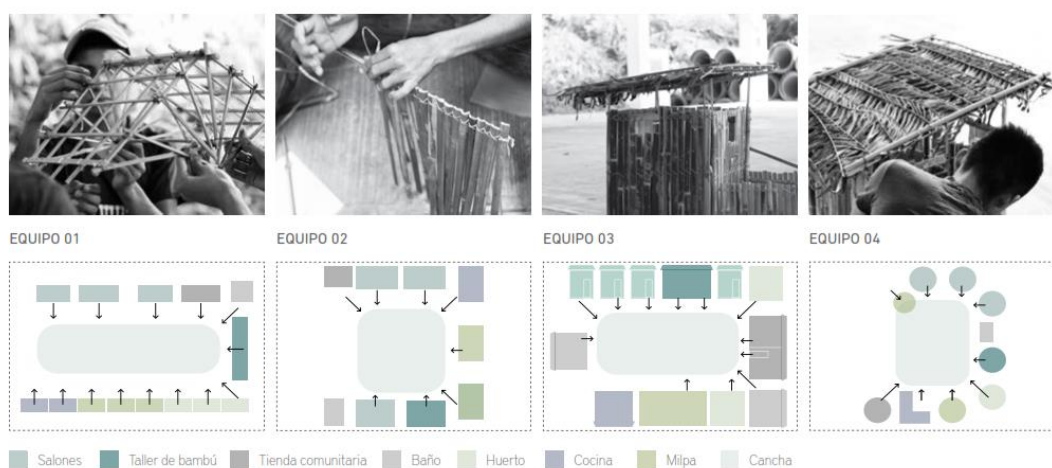 EQUIPO 01
EQUIPO 02
EQUIPO 03
EQUIPO 04
Salones
Taller de bambú
Tienda comunitaria
Baño
Huerto
Cocina
Milpa
Cancha